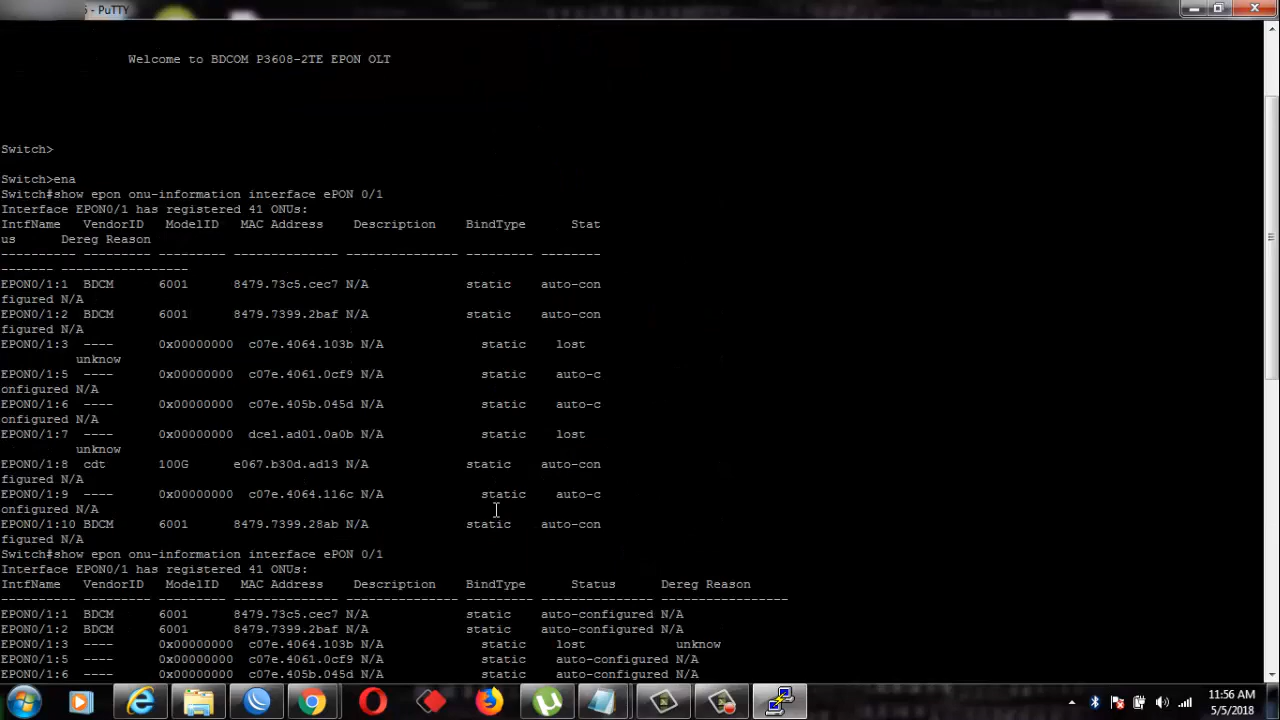 - PuTTY
Welcome to BDCOM P3608-2TE EPON OLT
Switch>
Switch>ena
Switch#show epon onu-information interface ePON 0/1
Interface EPON0/1 has registered 41 ONUs:
IntfName VendorID ModelID MAC Address Description BindType Stat
us Dereg Reason
---------- --------- --------- -------------- --------------- --------- --------
------- -----------------
EPON0/1:1 BDCM 6001 8479.73c5.cec7 N/A static auto-con
figured N/A
EPON0/1:2 BDCM 6001 8479.7399.2baf N/A static auto-con
figured N/A
EPON0/1:3 ---- 0x00000000 c07e.4064.103b N/A static lost
unknow
EPON0/1:5 ---- 0x00000000 c07e.4061.0cf9 N/A static auto-c
onfigured N/A
EPON0/1:6 ---- 0x00000000 c07e.405b.045d N/A static auto-c
onfigured N/A
EPON0/1:7 ---- 0x00000000 dce1.ad01.0a0b N/A static lost
unknow
EPON0/1:8 cdt 100G e067.b30d.ad13 N/A static auto-con
figured N/A
EPON0/1:9 ---- 0x00000000 c07e.4064.116c N/A static auto-c
onfigured N/A
EPON0/1:10 BDCM 6001 8479.7399.28ab N/A static auto-con
figured N/A
Switch#show epon onu-information interface ePON 0/1
Interface EPON0/1 has registered 41 ONUs:
IntfName VendorID ModelID MAC Address Description BindType Status Dereg Reason
---------- --------- --------- -------------- --------------- --------- --------------- -----------------
EPON0/1:1 BDCM 6001 8479.73c5.cec7 N/A static auto-configured N/A
EPON0/1:2 BDCM 6001 8479.7399.2baf N/A static auto-configured N/A
EPON0/1:3 ---- 0x00000000 c07e.4064.103b N/A static lost unknow
EPON0/1:5 ---- 0x00000000 c07e.4061.0cf9 N/A static auto-configured N/A
EPON0/1:6 ---- 0x00000000 c07e.405b.045d N/A static auto-configured N/A
11:56 AM
5/5/2018